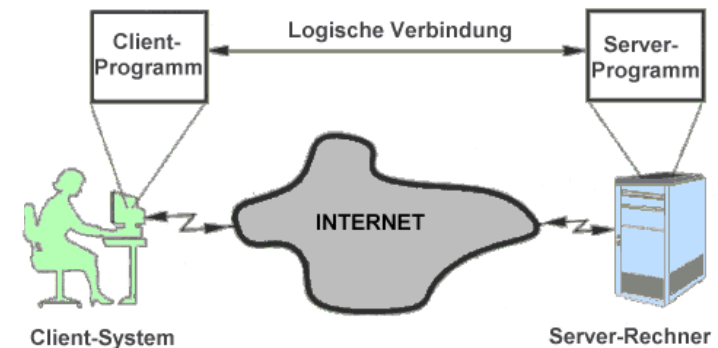 Client-
Programm
Logische Verbindung
Server-
Programm
INTERNET
Client-System
Server-Rechner